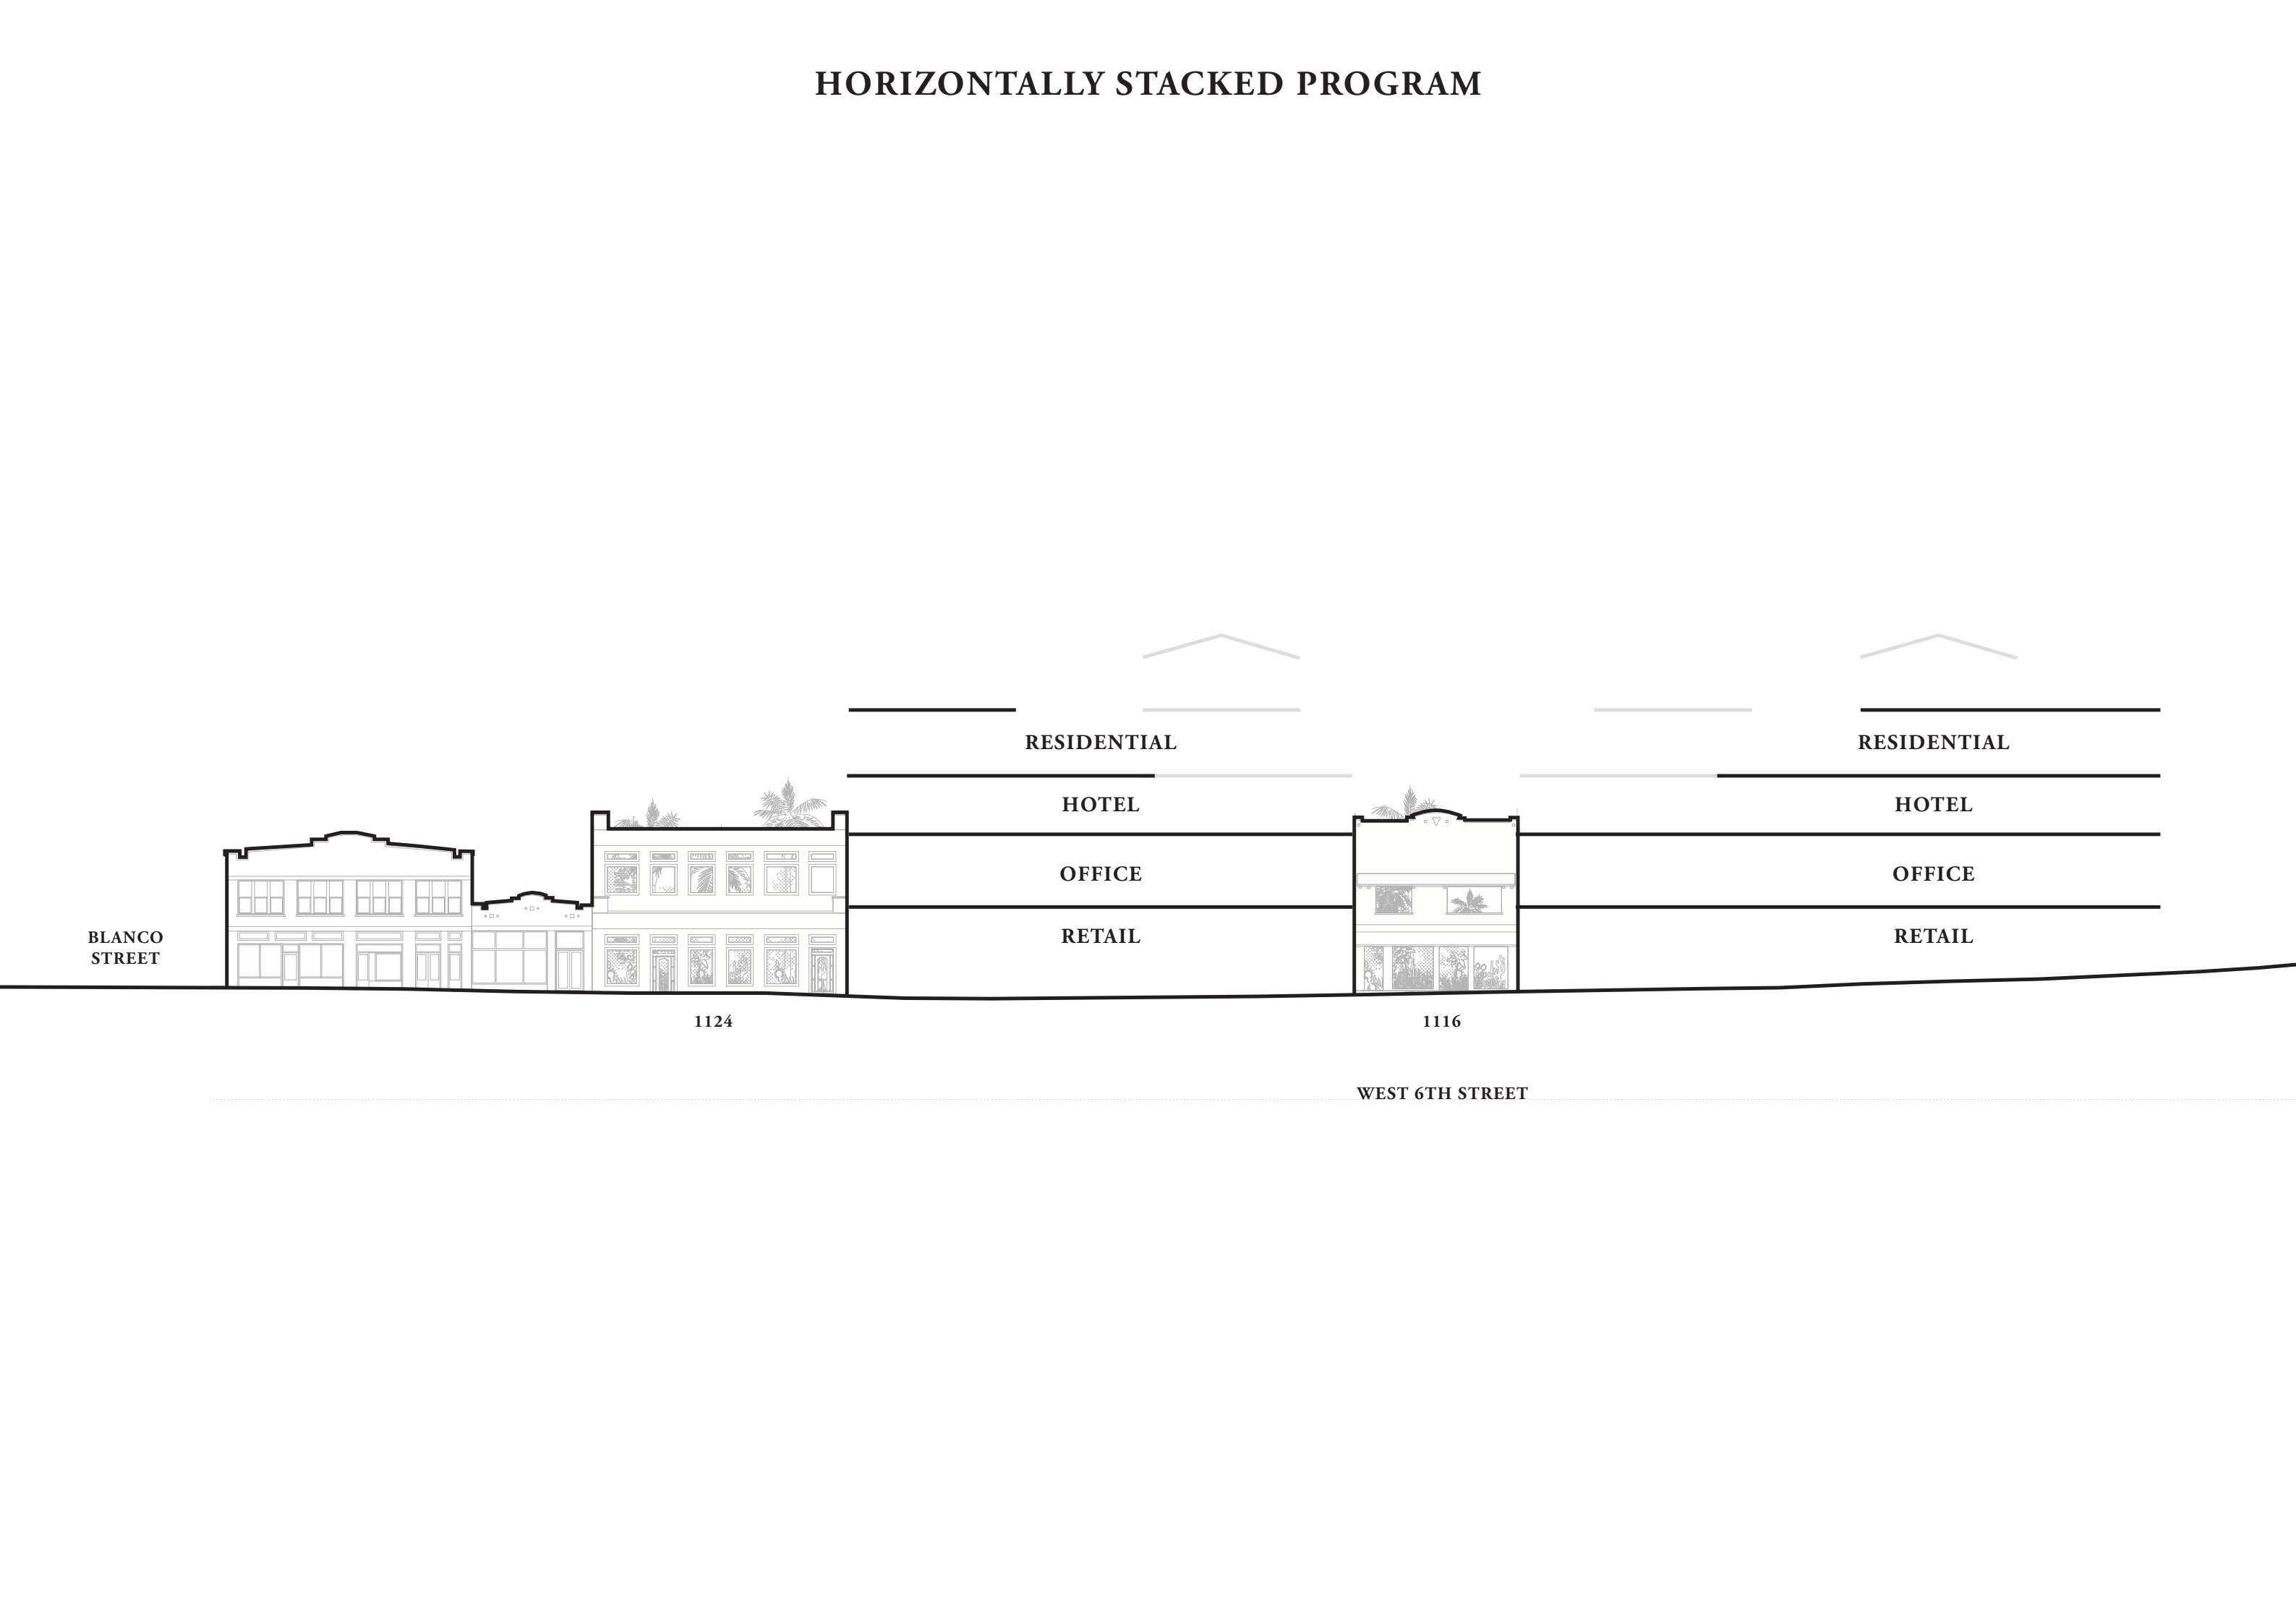 HORIZONTALLY STACKED PROGRAM
RESIDENTIAL
RESIDENTIAL
HOTEL
HOTEL
OFFICE
OFFICE
BLANCO
STREET
RETAIL
RETAIL
1124
1116
WEST 6TH STREET